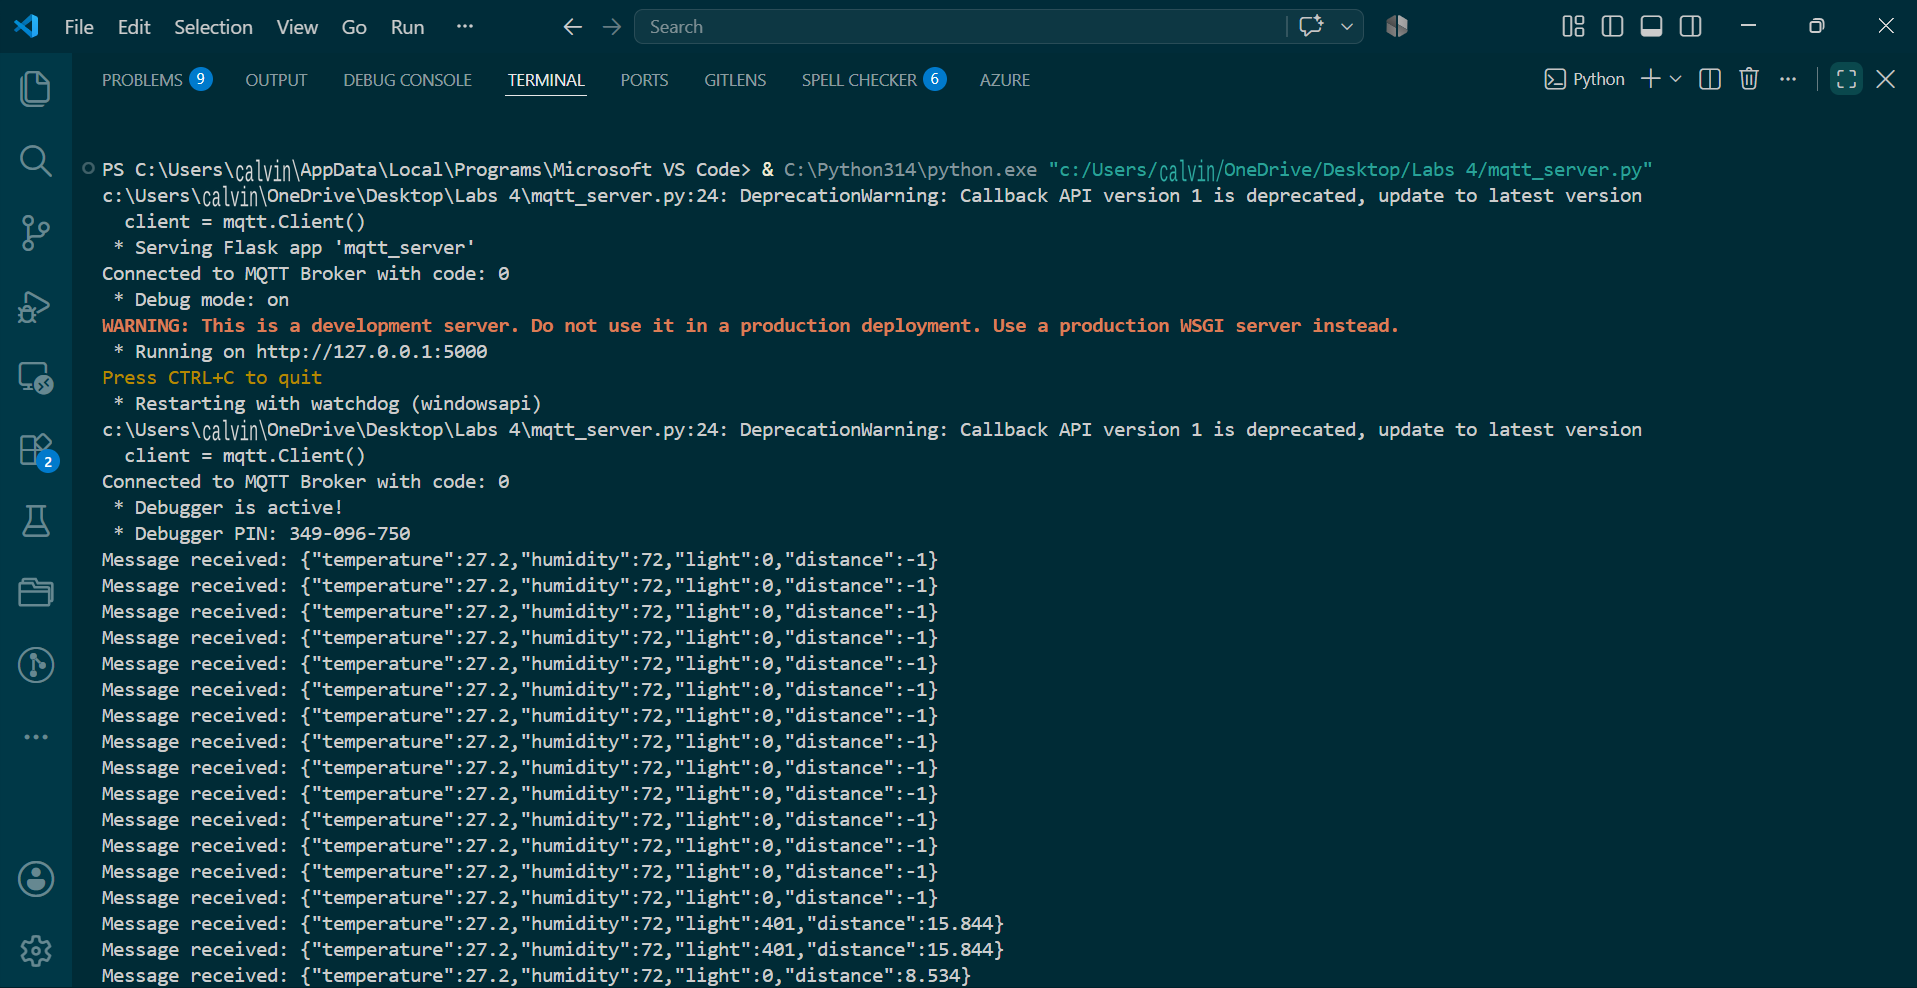 File Edit Selection View Go Run ··· Search
PROBLEMS 9 OUTPUT DEBUG CONSOLE TERMINAL PORTS GITLENS SPELL CHECKER 6 AZURE Python
PS C:\Users\calvin\AppData\Local\Programs\Microsoft VS Code> & C:\Python314\python.exe "c:/Users/calvin/OneDrive/Desktop/Labs 4/mqtt_server.py"
c:\Users\calvin\OneDrive\Desktop\Labs 4\mqtt_server.py:24: DeprecationWarning: Callback API version 1 is deprecated, update to latest version
  client = mqtt.Client()
 * Serving Flask app 'mqtt_server'
Connected to MQTT Broker with code: 0
 * Debug mode: on
WARNING: This is a development server. Do not use it in a production deployment. Use a production WSGI server instead.
 * Running on http://127.0.0.1:5000
Press CTRL+C to quit
 * Restarting with watchdog (windowsapi)
c:\Users\calvin\OneDrive\Desktop\Labs 4\mqtt_server.py:24: DeprecationWarning: Callback API version 1 is deprecated, update to latest version
  client = mqtt.Client()
Connected to MQTT Broker with code: 0
 * Debugger is active!
 * Debugger PIN: 349-096-750
Message received: {"temperature":27.2,"humidity":72,"light":0,"distance":-1}
Message received: {"temperature":27.2,"humidity":72,"light":0,"distance":-1}
Message received: {"temperature":27.2,"humidity":72,"light":0,"distance":-1}
Message received: {"temperature":27.2,"humidity":72,"light":0,"distance":-1}
Message received: {"temperature":27.2,"humidity":72,"light":0,"distance":-1}
Message received: {"temperature":27.2,"humidity":72,"light":0,"distance":-1}
Message received: {"temperature":27.2,"humidity":72,"light":0,"distance":-1}
Message received: {"temperature":27.2,"humidity":72,"light":0,"distance":-1}
Message received: {"temperature":27.2,"humidity":72,"light":0,"distance":-1}
Message received: {"temperature":27.2,"humidity":72,"light":0,"distance":-1}
Message received: {"temperature":27.2,"humidity":72,"light":0,"distance":-1}
Message received: {"temperature":27.2,"humidity":72,"light":0,"distance":-1}
Message received: {"temperature":27.2,"humidity":72,"light":0,"distance":-1}
Message received: {"temperature":27.2,"humidity":72,"light":0,"distance":-1}
Message received: {"temperature":27.2,"humidity":72,"light":401,"distance":15.844}
Message received: {"temperature":27.2,"humidity":72,"light":401,"distance":15.844}
Message received: {"temperature":27.2,"humidity":72,"light":0,"distance":8.534}
2